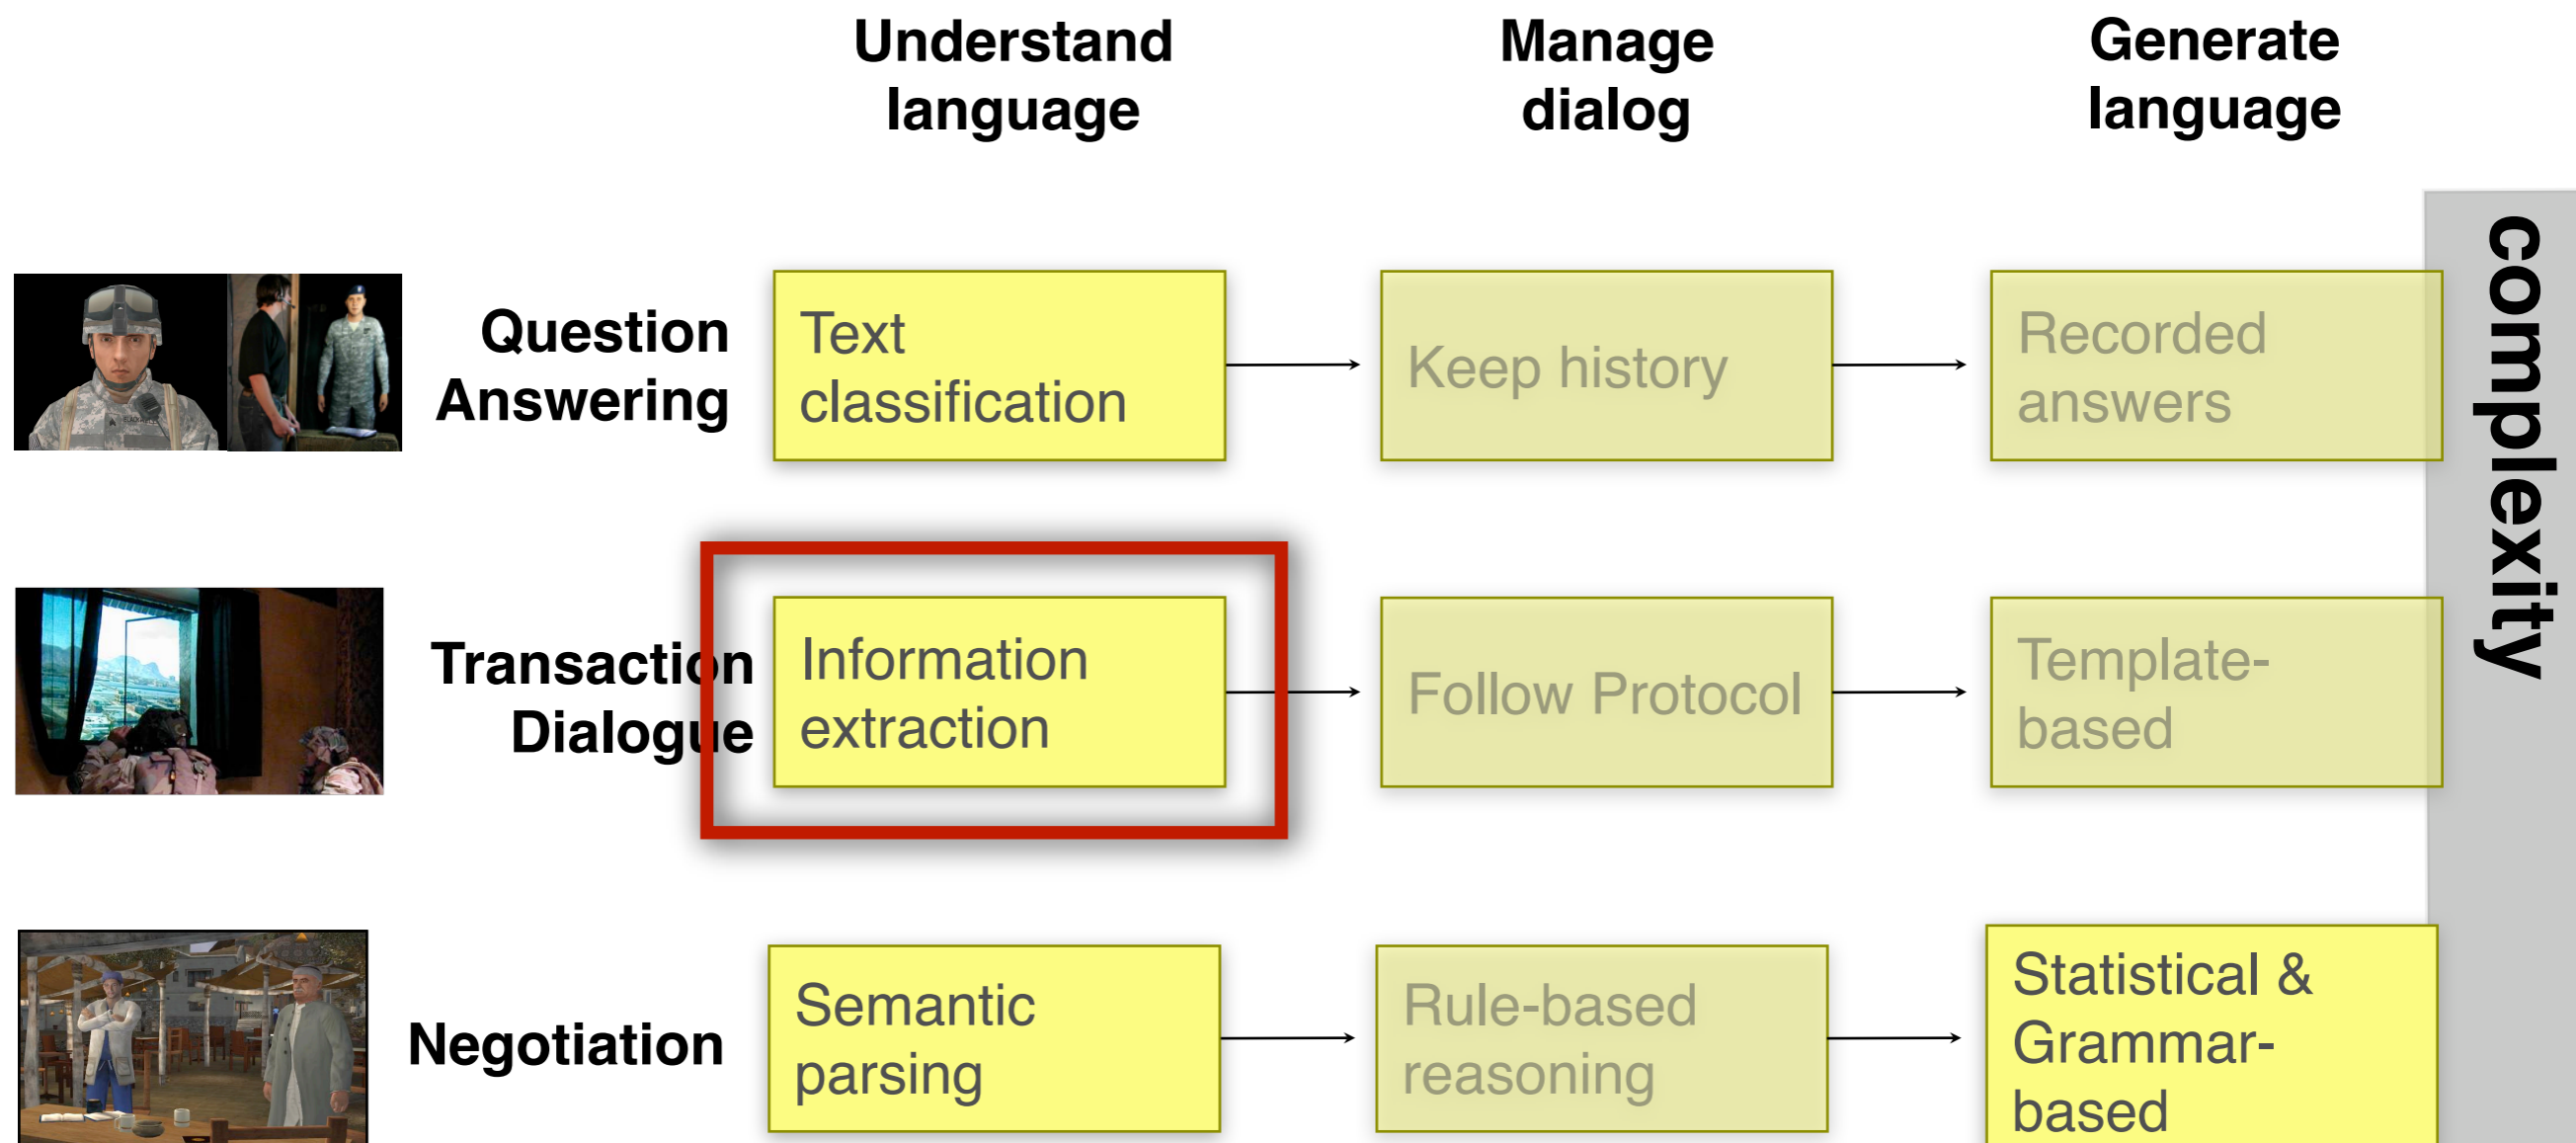 Understand
language
Manage
dialog
Generate
language
complexity
Question
Answering
Text
classification
Keep history
Recorded
answers
Transaction
Dialogue
Information
extraction
Follow Protocol
Template-
based
Negotiation
Semantic
parsing
Rule-based
reasoning
Statistical &
Grammar-
based